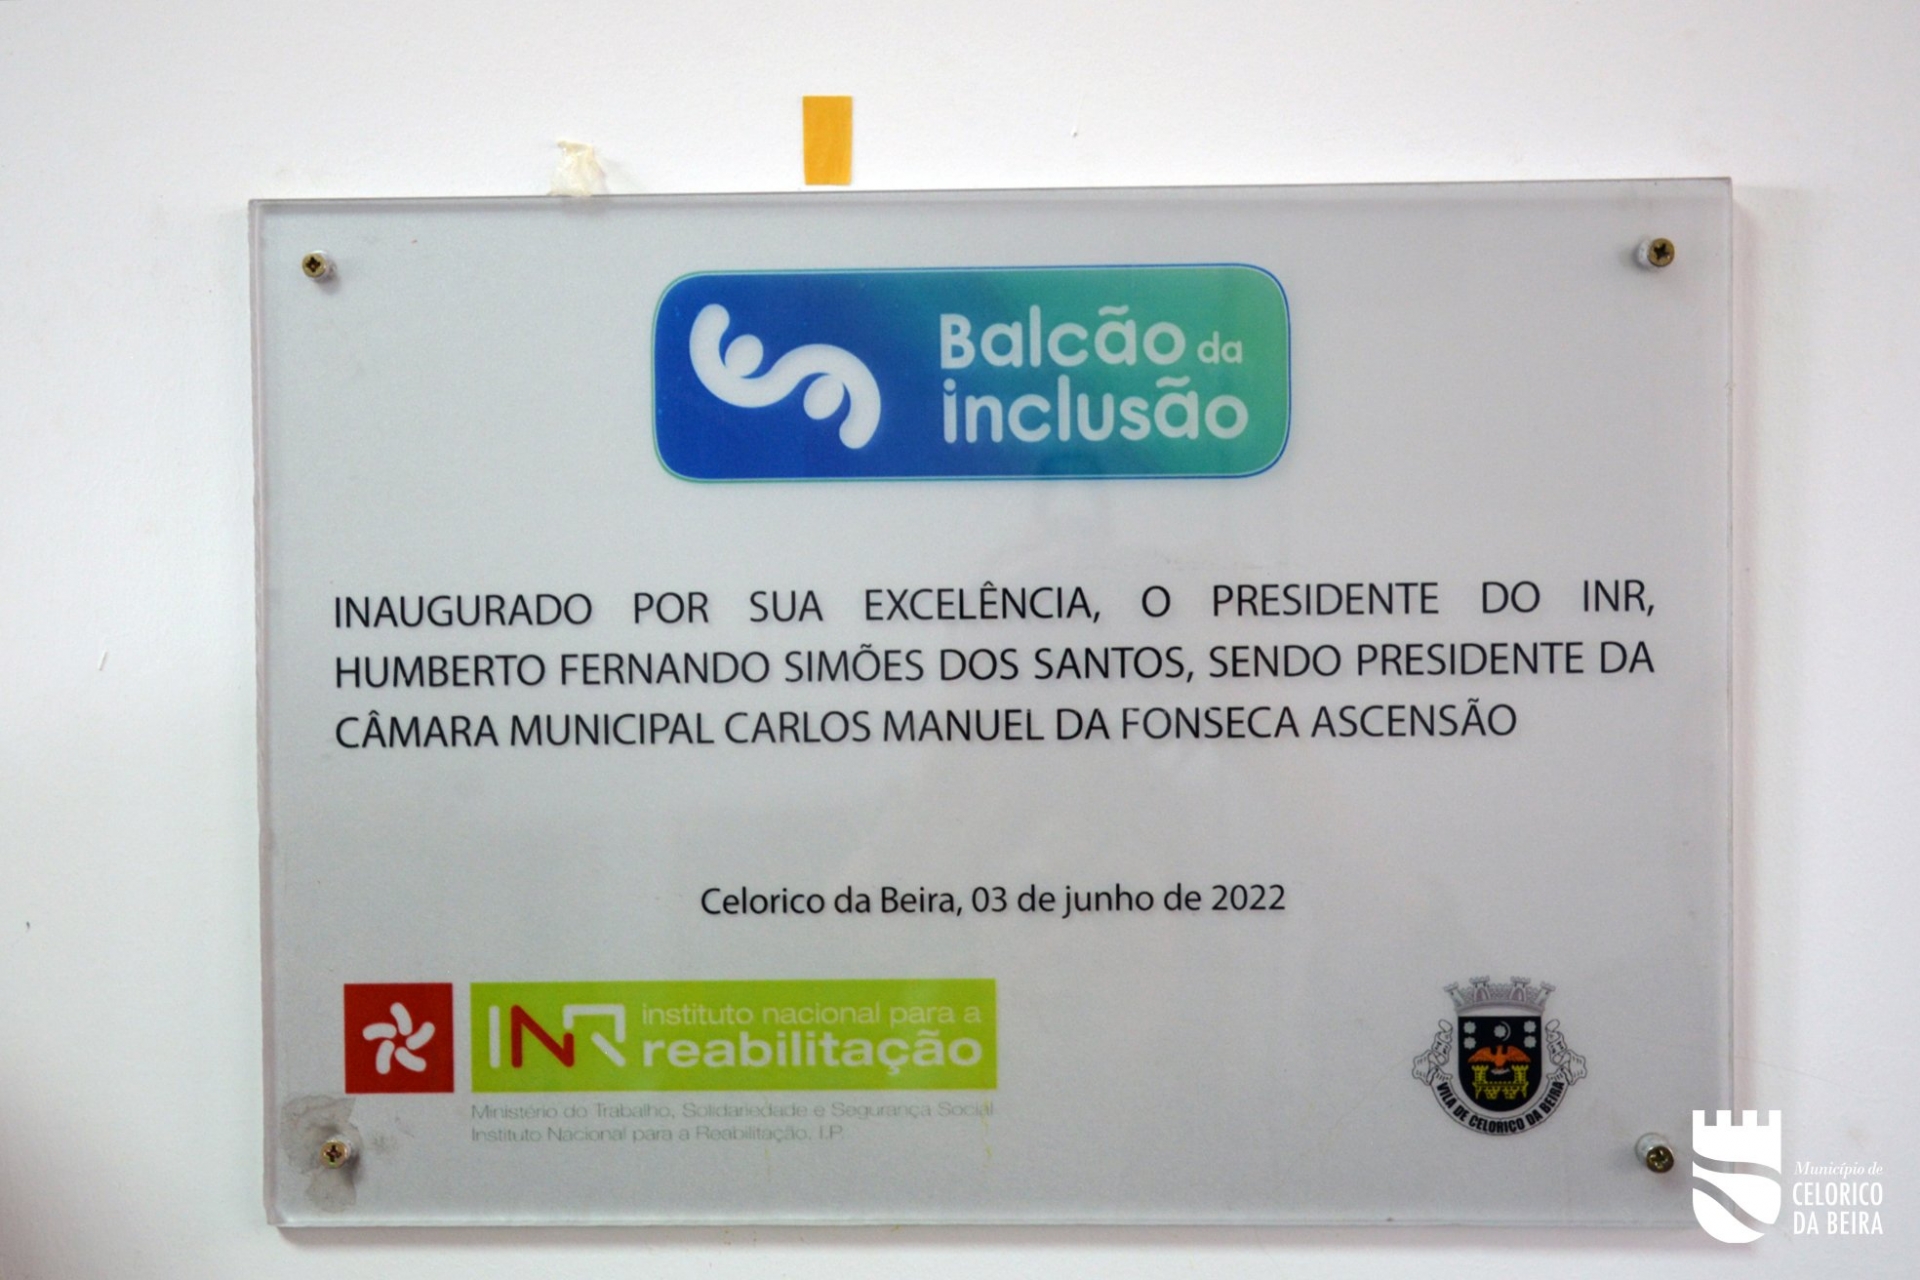 Balcão da
inclusão
INAUGURADO POR SUA EXCELÊNCIA, O PRESIDENTE DO INR,
HUMBERTO FERNANDO SIMÕES DOS SANTOS, SENDO PRESIDENTE DA
CÂMARA MUNICIPAL CARLOS MANUEL DA FONSECA ASCENSÃO
Celorico da Beira, 03 de junho de 2022
INR instituto nacional para a
reabilitação
Ministério do Trabalho, Solidariedade e Segurança Social
Instituto Nacional para a Reabilitação, I.P.
VILA DE CELORICO DA BEIRA
Município de
CELORICO
DA BEIRA